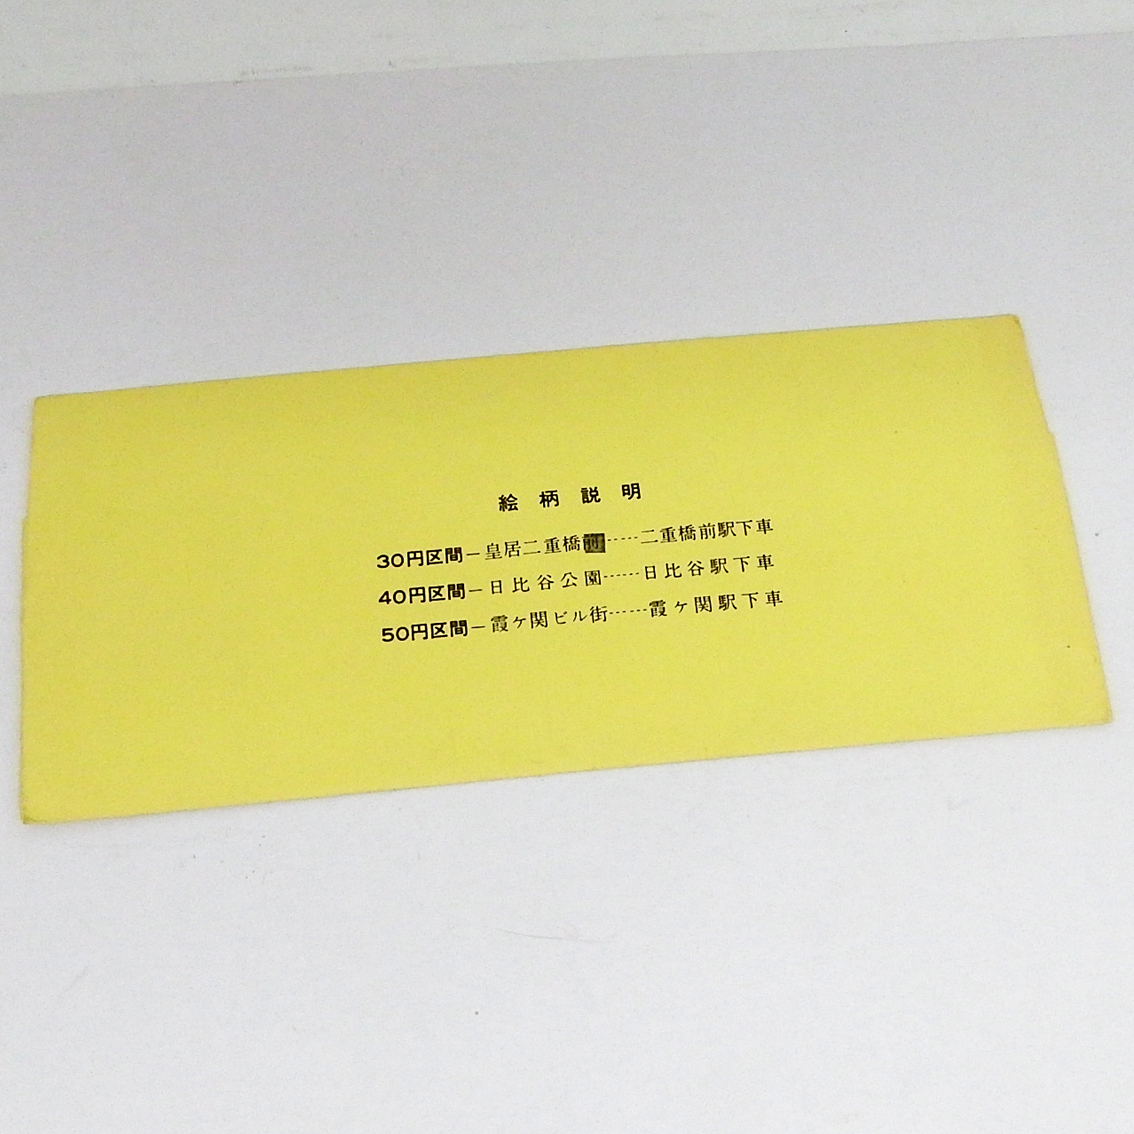 絵柄説明
30円区間―皇居二重橋------二重橋前駅下車
40円区間―日比谷公園------日比谷駅下車
50円区間―霞ケ関ビル街------霞ケ関駅下車